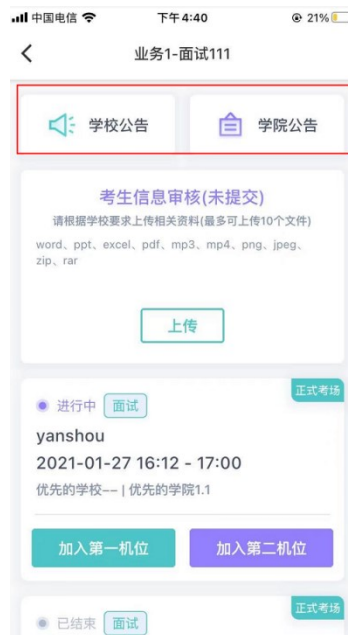 中国电信 下午4:40 21%
业务1-面试111
学校公告 学院公告
考生信息审核(未提交)
请根据学校要求上传相关资料(最多可上传10个文件)
word、ppt、excel、pdf、mp3、mp4、png、jpeg、
zip、rar
上传
正式考场
进行中 面试
yanshou
2021-01-27 16:12 - 17:00
优先的学校-- | 优先的学院1.1
加入第一机位 加入第二机位
正式考场
已结束 面试